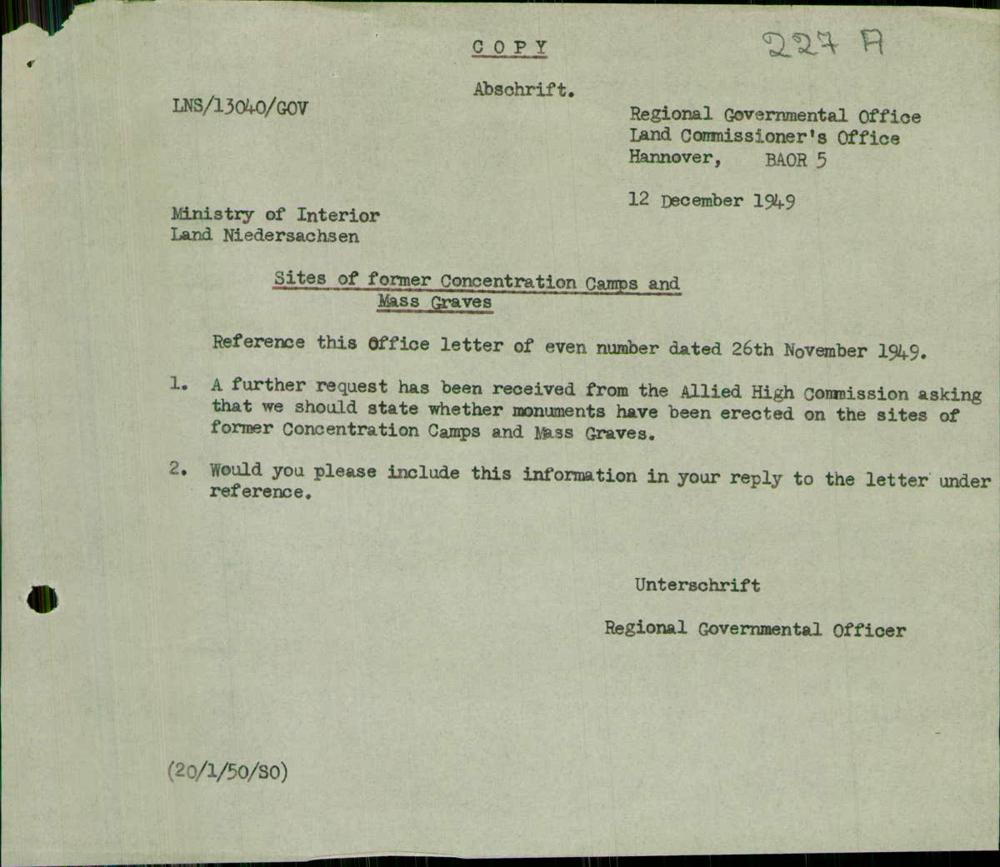 227 A
C O P Y
Abschrift.
LNS/13040/GOV
Regional Governmental Office
Land Commissioner's Office
Hannover, BAOR 5
12 December 1949
Ministry of Interior
Land Niedersachsen
Sites of former Concentration Camps and
Mass Graves
Reference this Office letter of even number dated 26th November 1949.
1. A further request has been received from the Allied High Commission asking
that we should state whether monuments have been erected on the sites of
former Concentration Camps and Mass Graves.
2. Would you please include this information in your reply to the letter under
reference.
Unterschrift
Regional Governmental Officer
(20/1/50/SO)